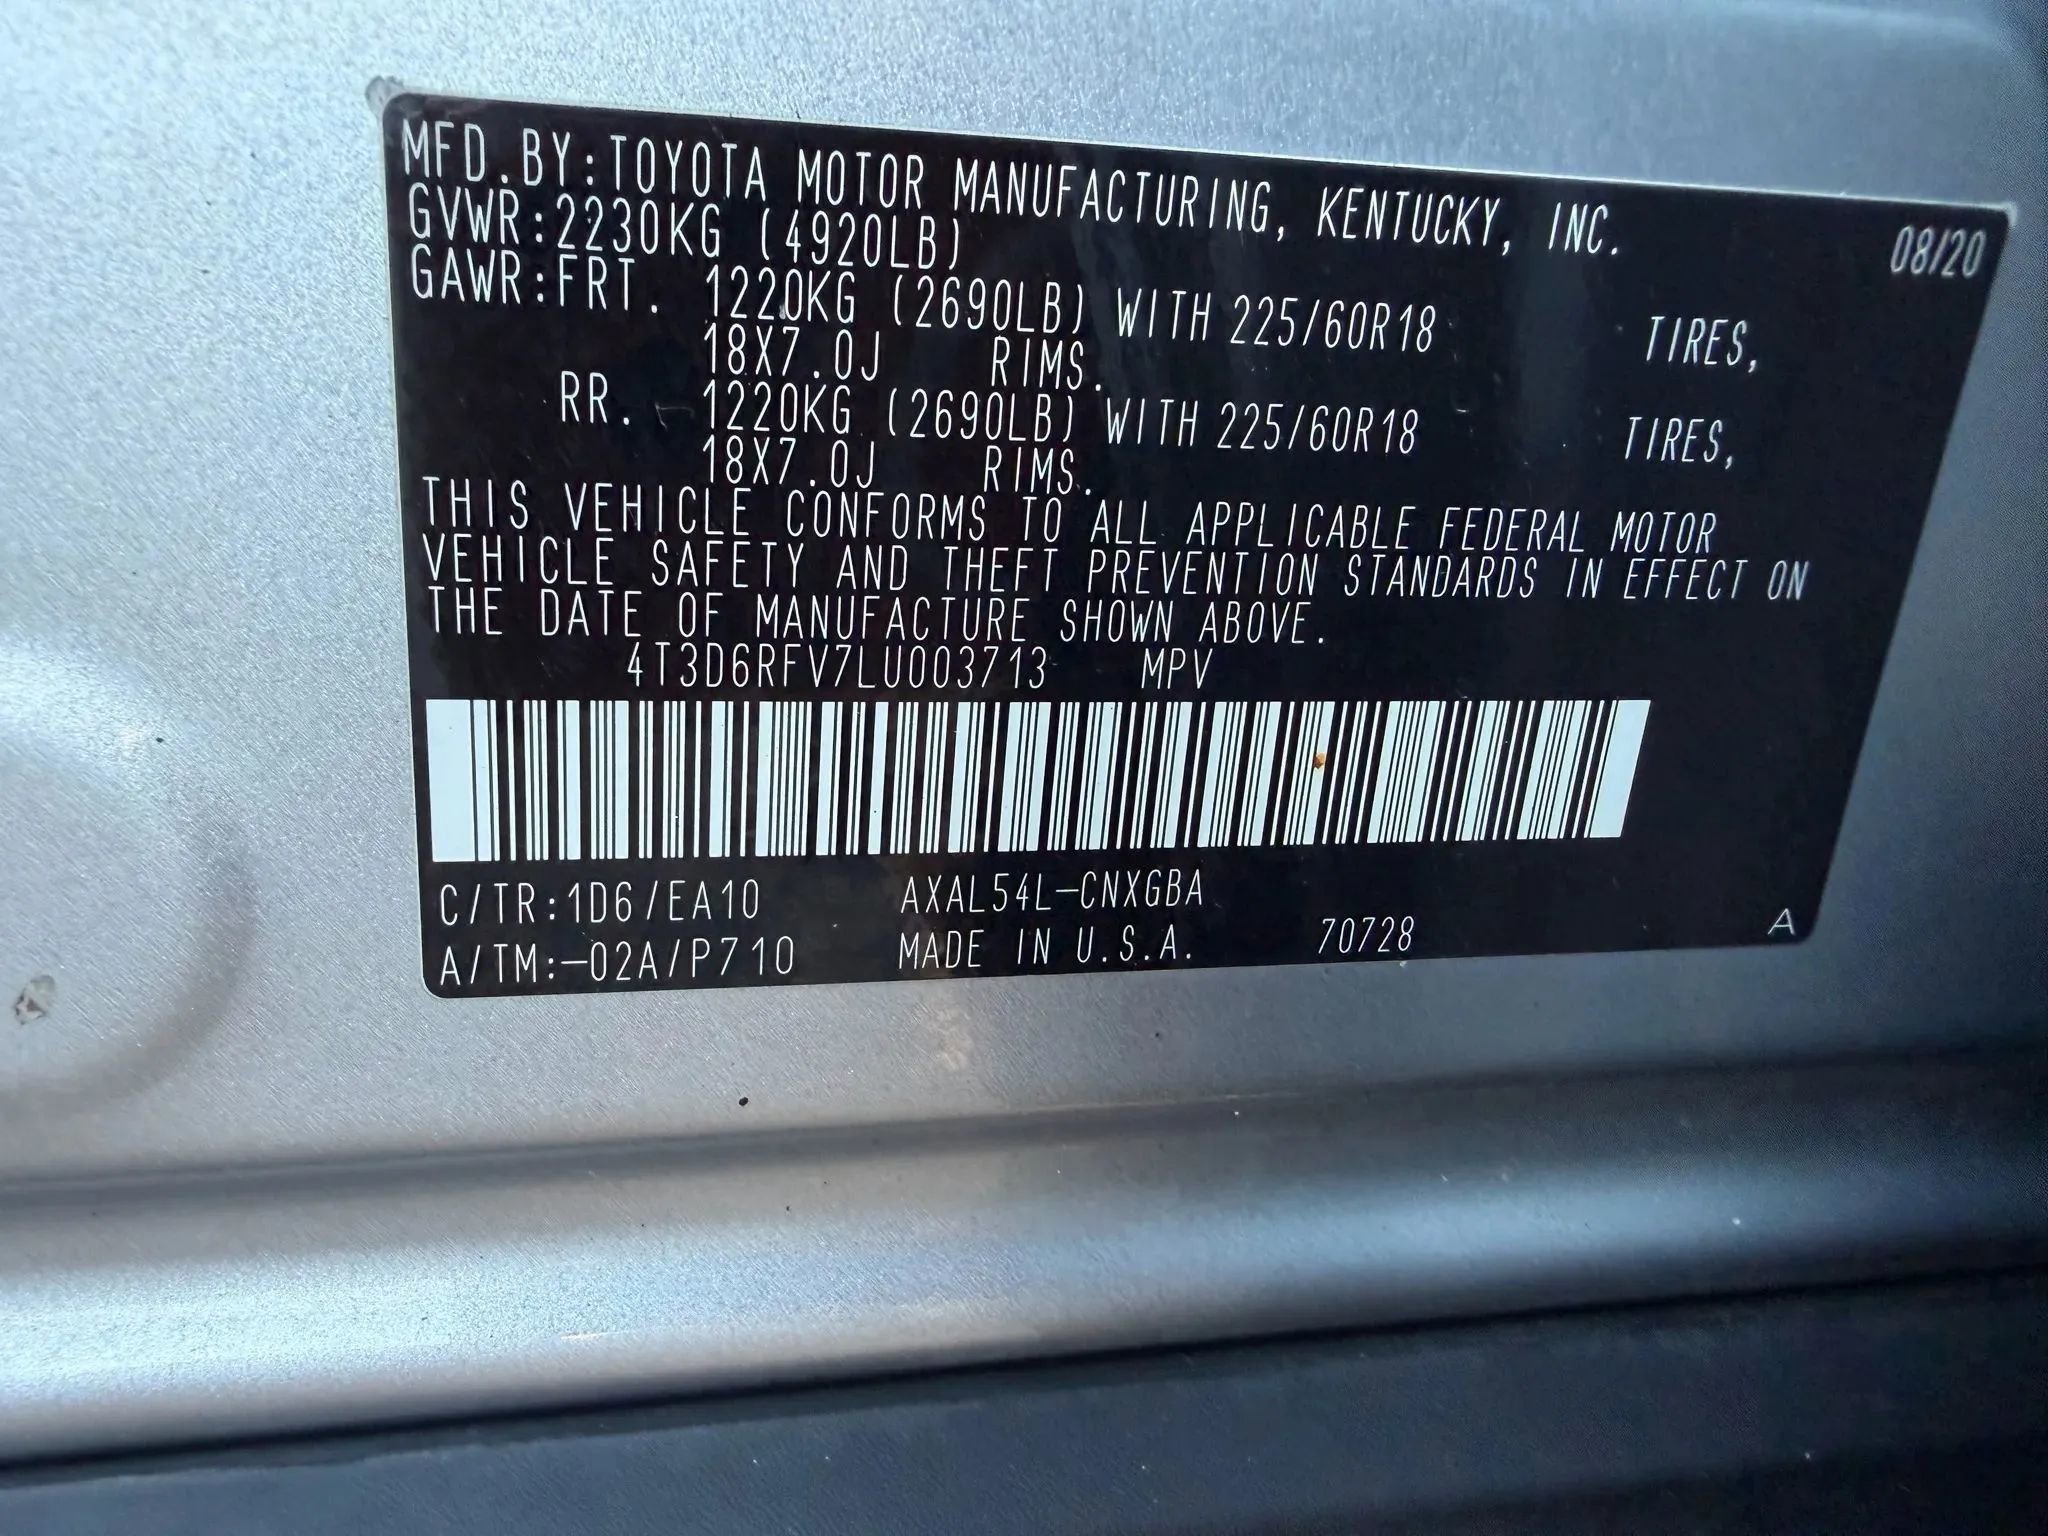 MFD.BY:TOYOTA MOTOR MANUFACTURING, KENTUCKY, INC. 08/20
GVWR:2230KG (4920LB)
GAWR:FRT. 1220KG (2690LB) WITH 225/60R18 TIRES,
18X7.0J RIMS.
RR. 1220KG (2690LB) WITH 225/60R18 TIRES,
18X7.0J RIMS.
THIS VEHICLE CONFORMS TO ALL APPLICABLE FEDERAL MOTOR
VEHICLE SAFETY AND THEFT PREVENTION STANDARDS IN EFFECT ON
THE DATE OF MANUFACTURE SHOWN ABOVE.
4T3D6RFV7LU003713 MPV
C/TR:1D6/EA10 AXAL54L-CNXGBA
A/TM:-02A/P710 MADE IN U.S.A. 70728 A